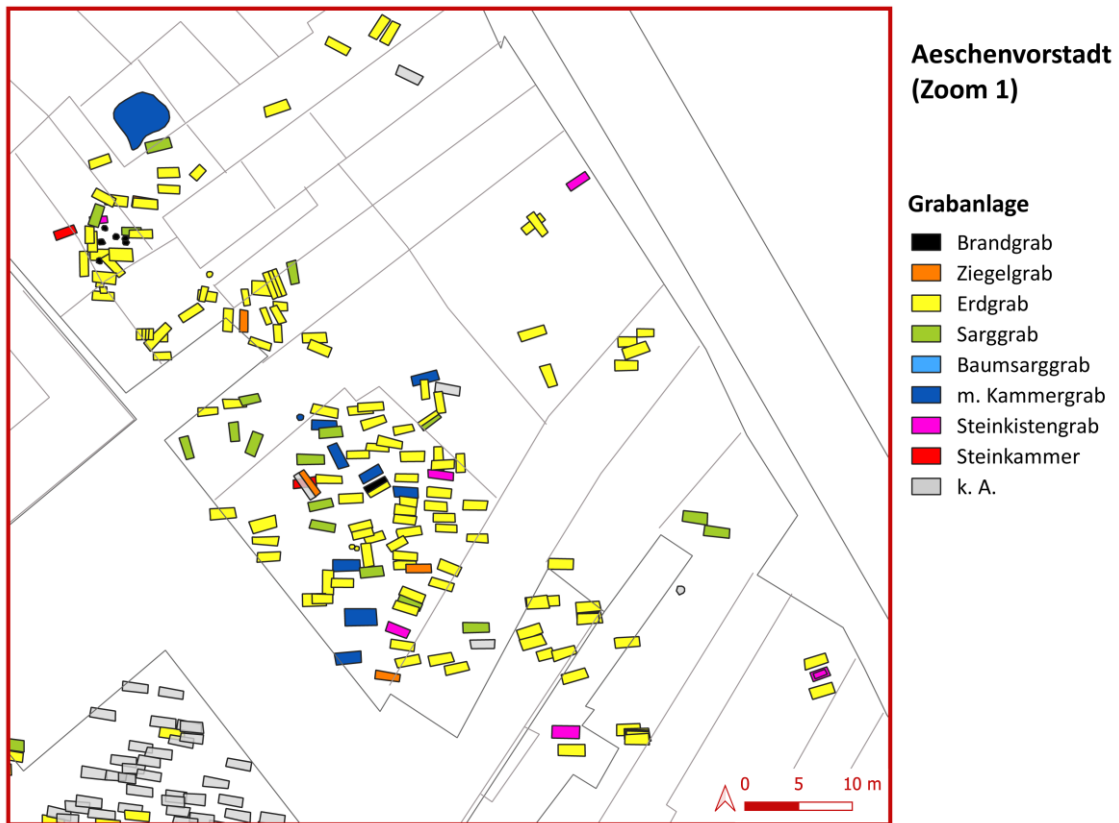 Aeschenvorstadt
(Zoom 1)
Grabanlage
Brandgrab
Ziegelgrab
Erdgrab
Sarggrab
Baumsarggrab
m. Kammergrab
Steinkistengrab
Steinkammer
k. A.
0 5 10 m